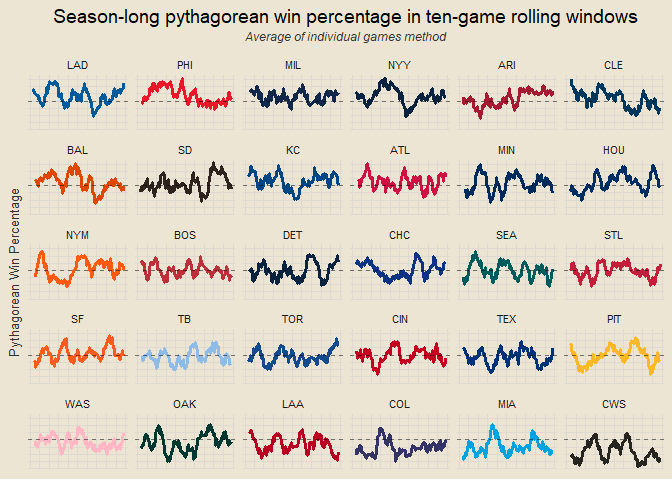 Season-long pythagorean win percentage in ten-game rolling windows
Average of individual games method
LAD PHI MIL NYY ARI CLE
BAL SD KC ATL MIN HOU
Pythagorean Win Percentage
NYM BOS DET CHC SEA STL
SF TB TOR CIN TEX PIT
WAS OAK LAA COL MIA CWS